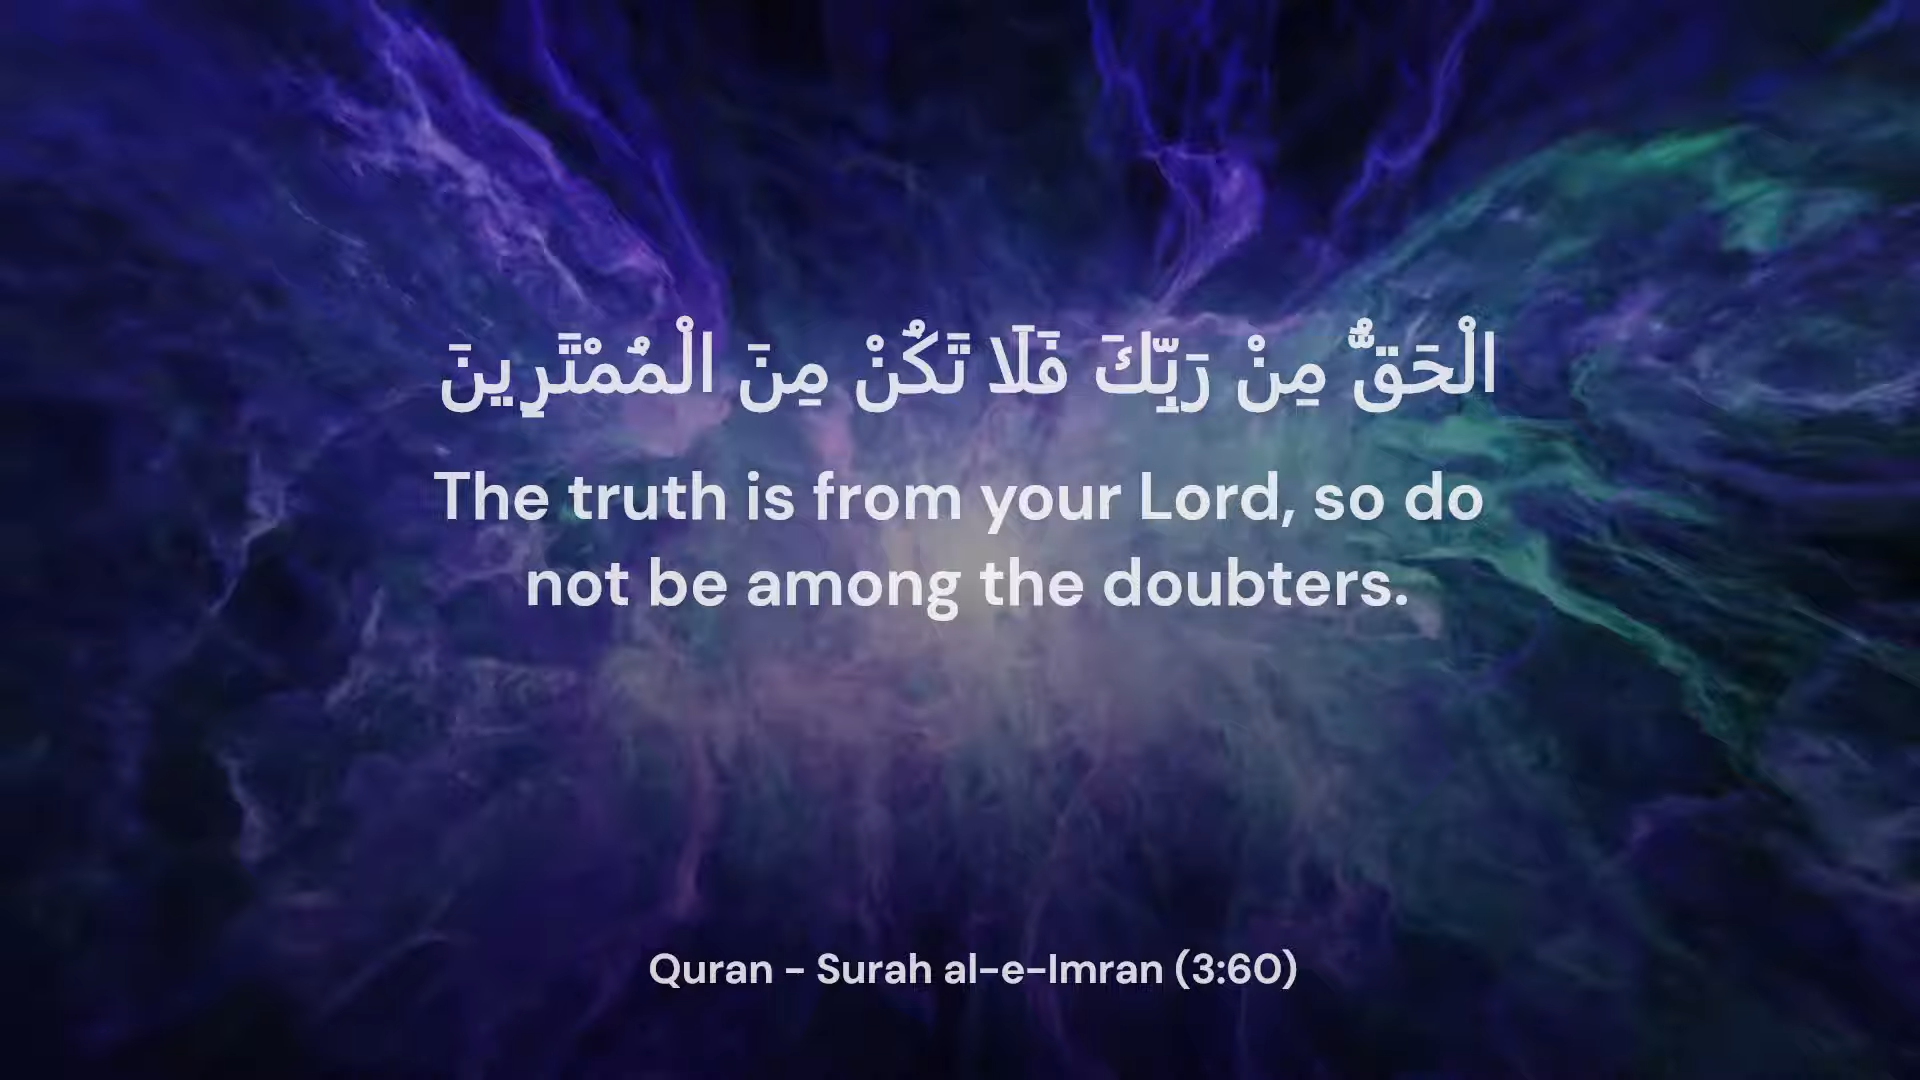 الْحَقُّ مِنْ رَبِّكَ فَلَا تَكُنْ مِنَ الْمُمْتَرِينَ
The truth is from your Lord, so do
not be among the doubters.
Quran - Surah al-e-Imran (3:60)